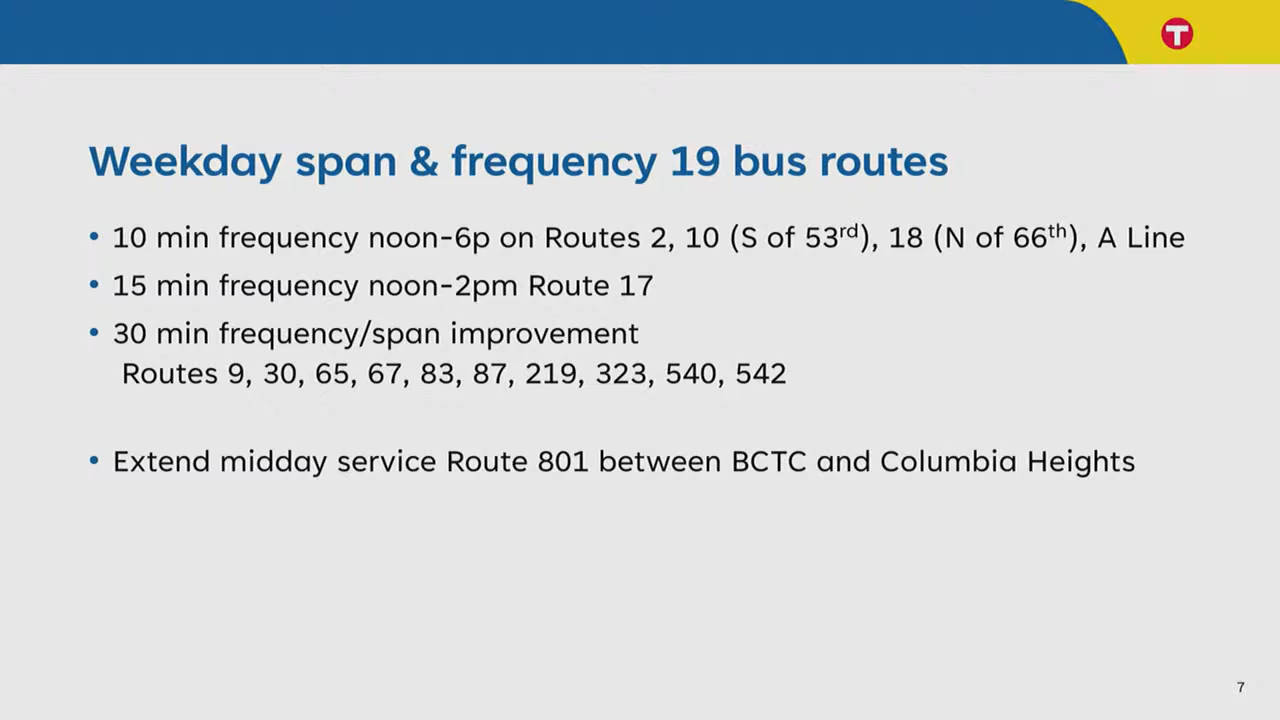 T
Weekday span & frequency 19 bus routes
• 10 min frequency noon-6p on Routes 2, 10 (S of 53rd), 18 (N of 66th), A Line
• 15 min frequency noon-2pm Route 17
• 30 min frequency/span improvement
Routes 9, 30, 65, 67, 83, 87, 219, 323, 540, 542
• Extend midday service Route 801 between BCTC and Columbia Heights
7